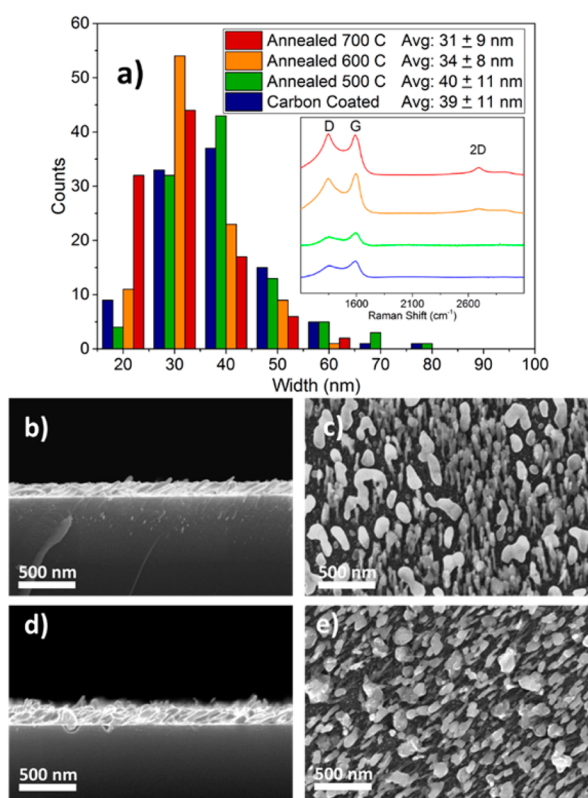 a)
Annealed 700 C Avg: 31 ± 9 nm
Annealed 600 C Avg: 34 ± 8 nm
Annealed 500 C Avg: 40 ± 11 nm
Carbon Coated Avg: 39 ± 11 nm
D G 2D
1600 2100 2600
Raman Shift (cm⁻¹)
60
50
40
30
20
10
0
Counts
20 30 40 50 60 70 80 90 100
Width (nm)
b)
500 nm
c)
500 nm
d)
500 nm
e)
500 nm